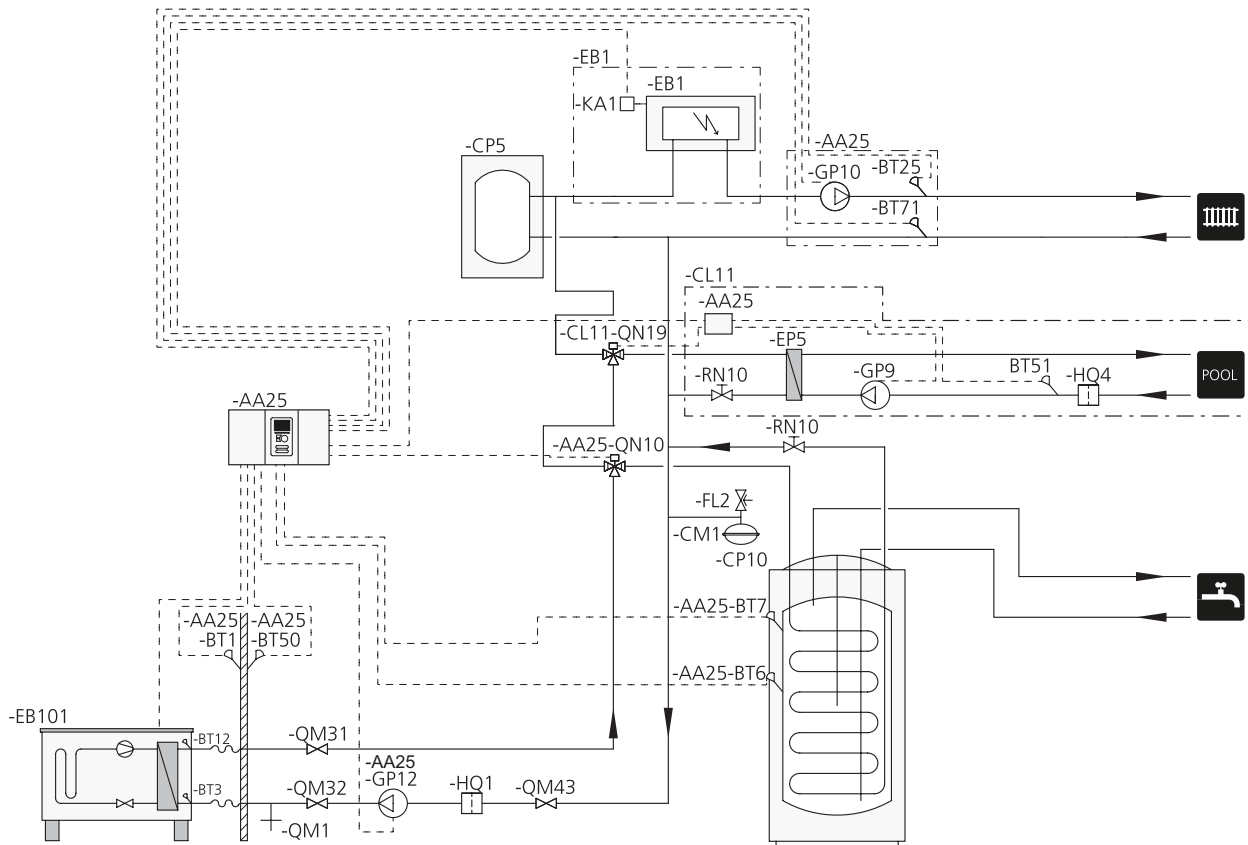 -EB1
-EB1
-KA1
-CP5
-AA25
-BT25
-GP10
-BT71
-CL11
-AA25
-CL11-QN19
-EP5
-RN10
-GP9
BT51
-HQ4
POOL
-AA25
-RN10
-AA25-QN10
-FL2
-CM1
-CP10
-AA25-BT7
-AA25 -AA25
-BT1 -BT50
-AA25-BT6
-EB101
-BT12
-QM31
-AA25
-GP12
-BT3
-QM32
-HQ1
-QM43
-QM1